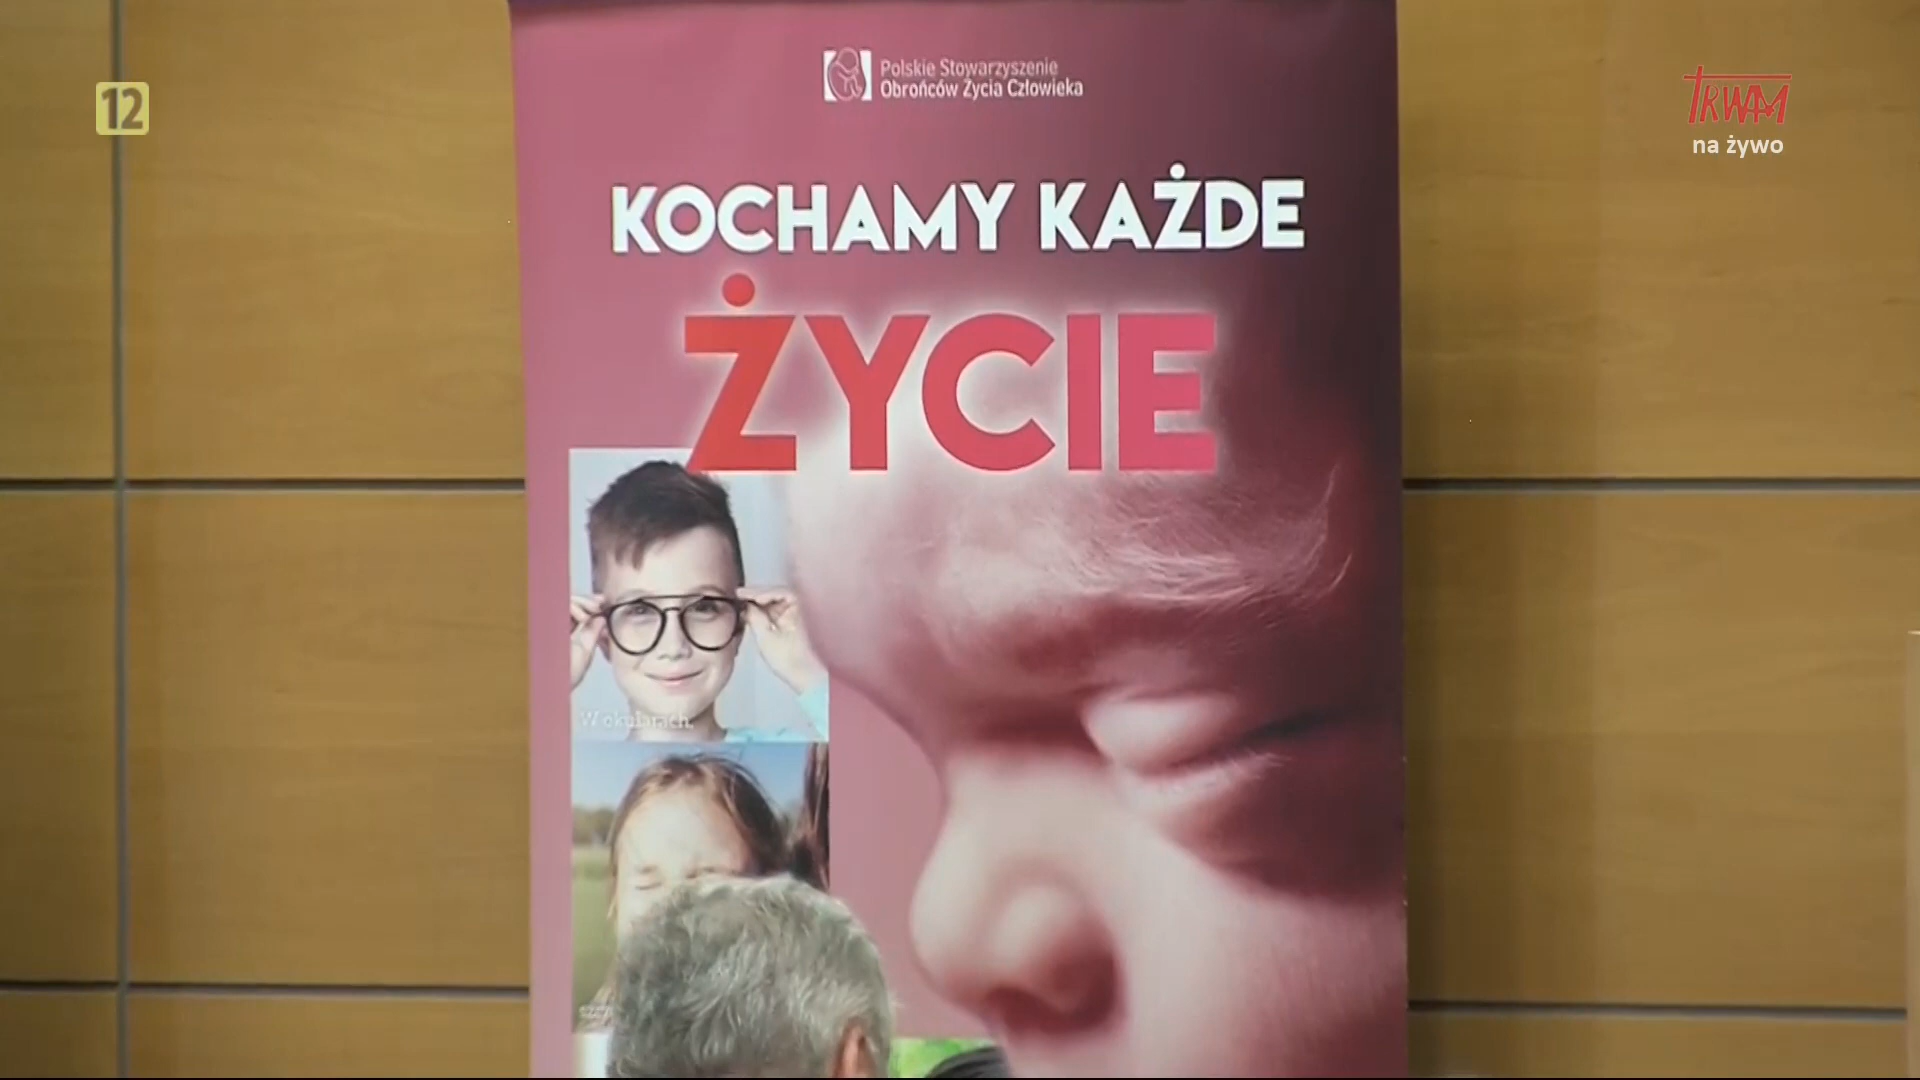 12
Polskie Stowarzyszenie
Obrońców Życia Człowieka
TRWAM
na żywo
KOCHAMY KAŻDE
ŻYCIE
W okularach.